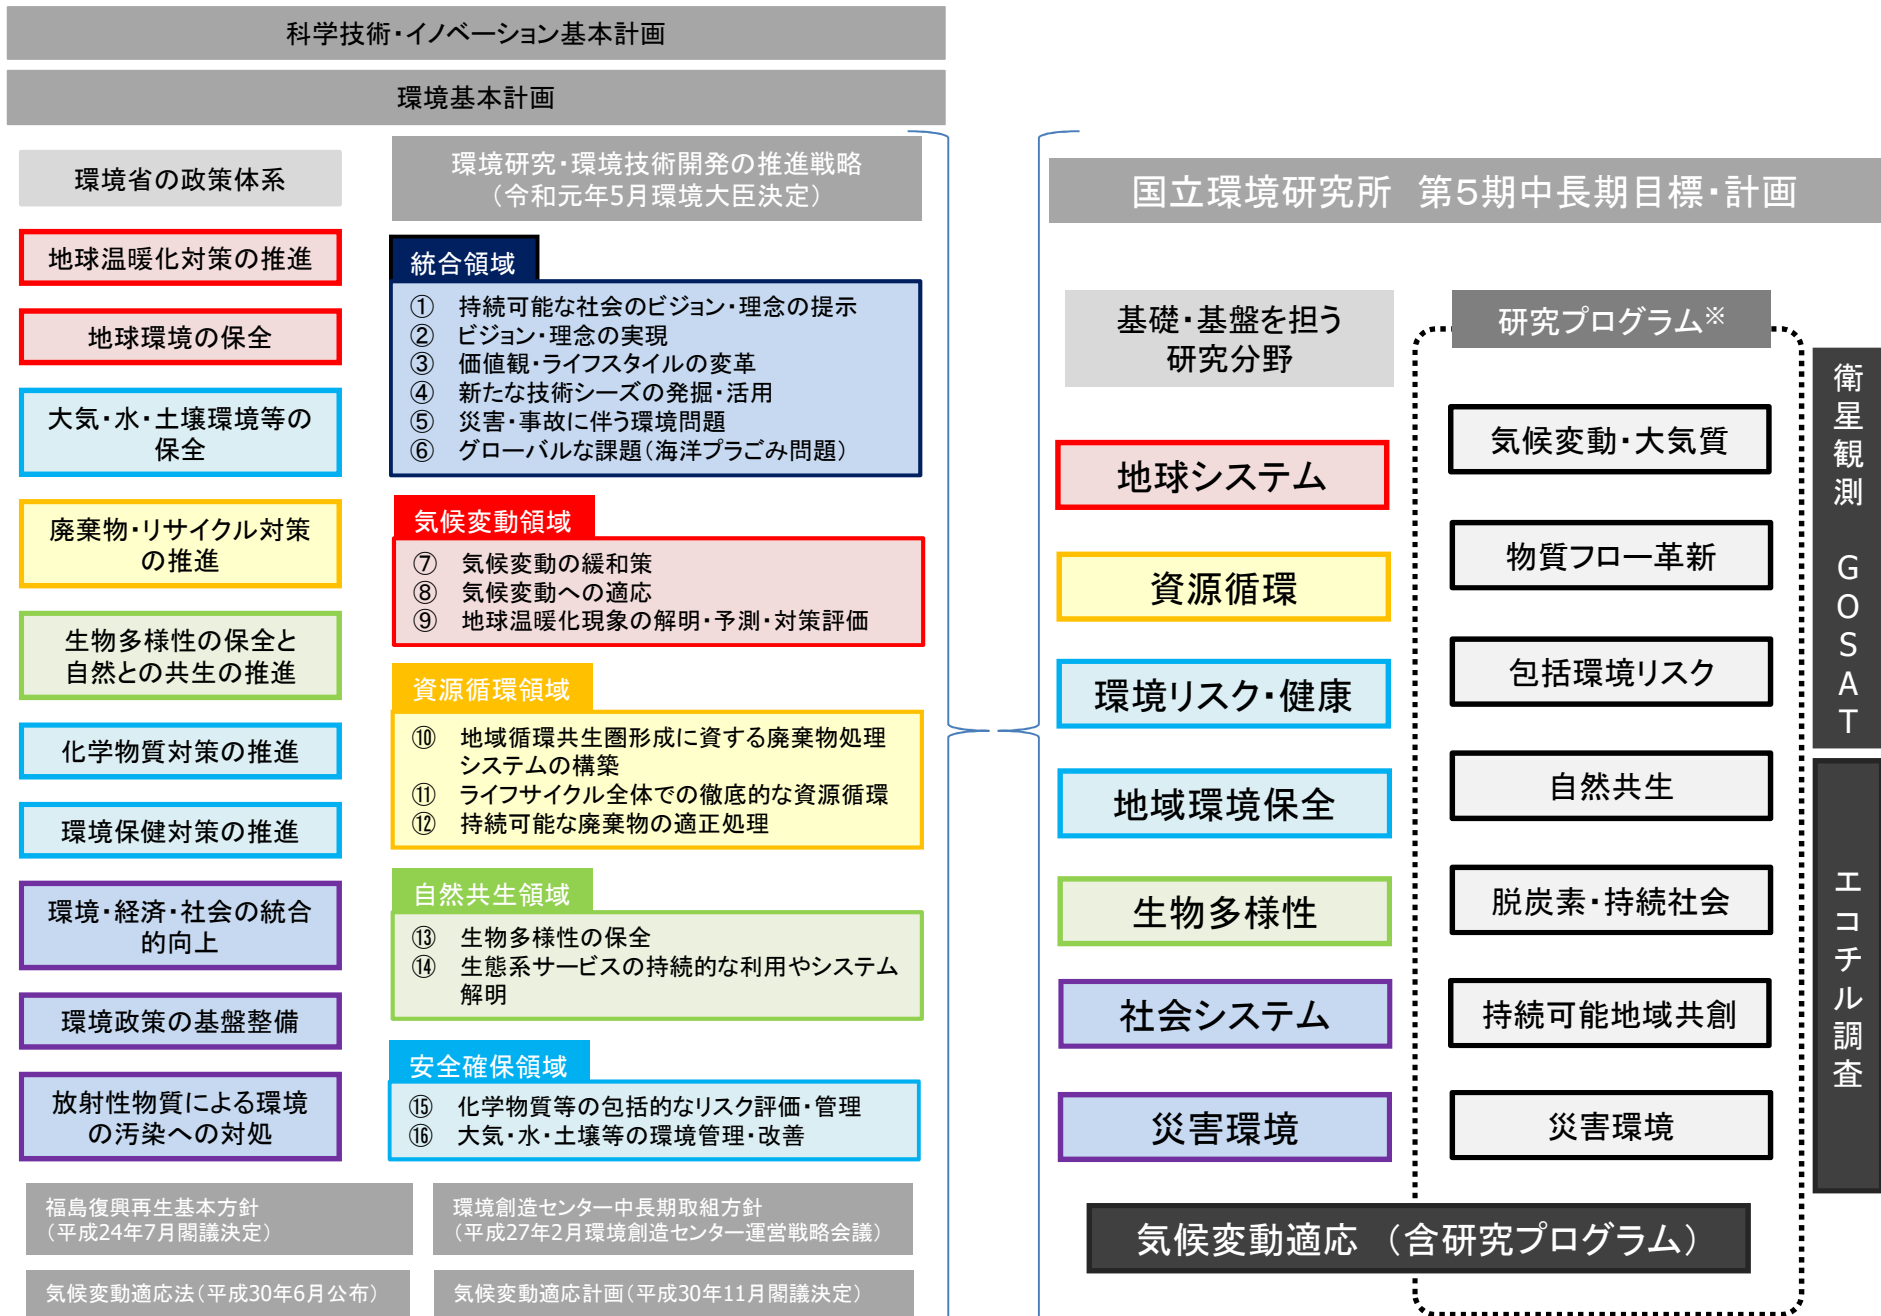 科学技術・イノベーション基本計画
環境基本計画
環境省の政策体系
地球温暖化対策の推進
地球環境の保全
大気・水・土壌環境等の
保全
廃棄物・リサイクル対策
の推進
生物多様性の保全と
自然との共生の推進
化学物質対策の推進
環境保健対策の推進
環境・経済・社会の統合
的向上
環境政策の基盤整備
放射性物質による環境
の汚染への対処
環境研究・環境技術開発の推進戦略
（令和元年5月環境大臣決定）
統合領域
① 持続可能な社会のビジョン・理念の提示
② ビジョン・理念の実現
③ 価値観・ライフスタイルの変革
④ 新たな技術シーズの発掘・活用
⑤ 災害・事故に伴う環境問題
⑥ グローバルな課題（海洋プラごみ問題）
気候変動領域
⑦ 気候変動の緩和策
⑧ 気候変動への適応
⑨ 地球温暖化現象の解明・予測・対策評価
資源循環領域
⑩ 地域循環共生圏形成に資する廃棄物処理
システムの構築
⑪ ライフサイクル全体での徹底的な資源循環
⑫ 持続可能な廃棄物の適正処理
自然共生領域
⑬ 生物多様性の保全
⑭ 生態系サービスの持続的な利用やシステム
解明
安全確保領域
⑮ 化学物質等の包括的なリスク評価・管理
⑯ 大気・水・土壌等の環境管理・改善
福島復興再生基本方針
（平成24年7月閣議決定）
環境創造センター中長期取組方針
（平成27年2月環境創造センター運営戦略会議）
気候変動適応法（平成30年6月公布）
気候変動適応計画（平成30年11月閣議決定）
国立環境研究所 第5期中長期目標・計画
基礎・基盤を担う
研究分野
地球システム
資源循環
環境リスク・健康
地域環境保全
生物多様性
社会システム
災害環境
研究プログラム※
気候変動・大気質
物質フロー革新
包括環境リスク
自然共生
脱炭素・持続社会
持続可能地域共創
災害環境
気候変動適応 （含研究プログラム）
衛星観測 GOSAT
エコチル調査